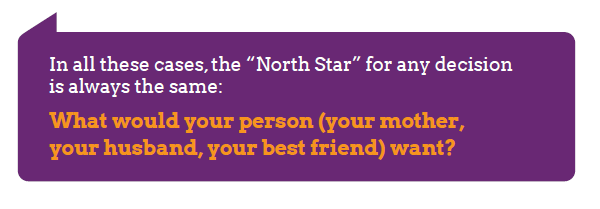 In all these cases, the “North Star” for any decision
is always the same:
What would your person (your mother,
your husband, your best friend) want?